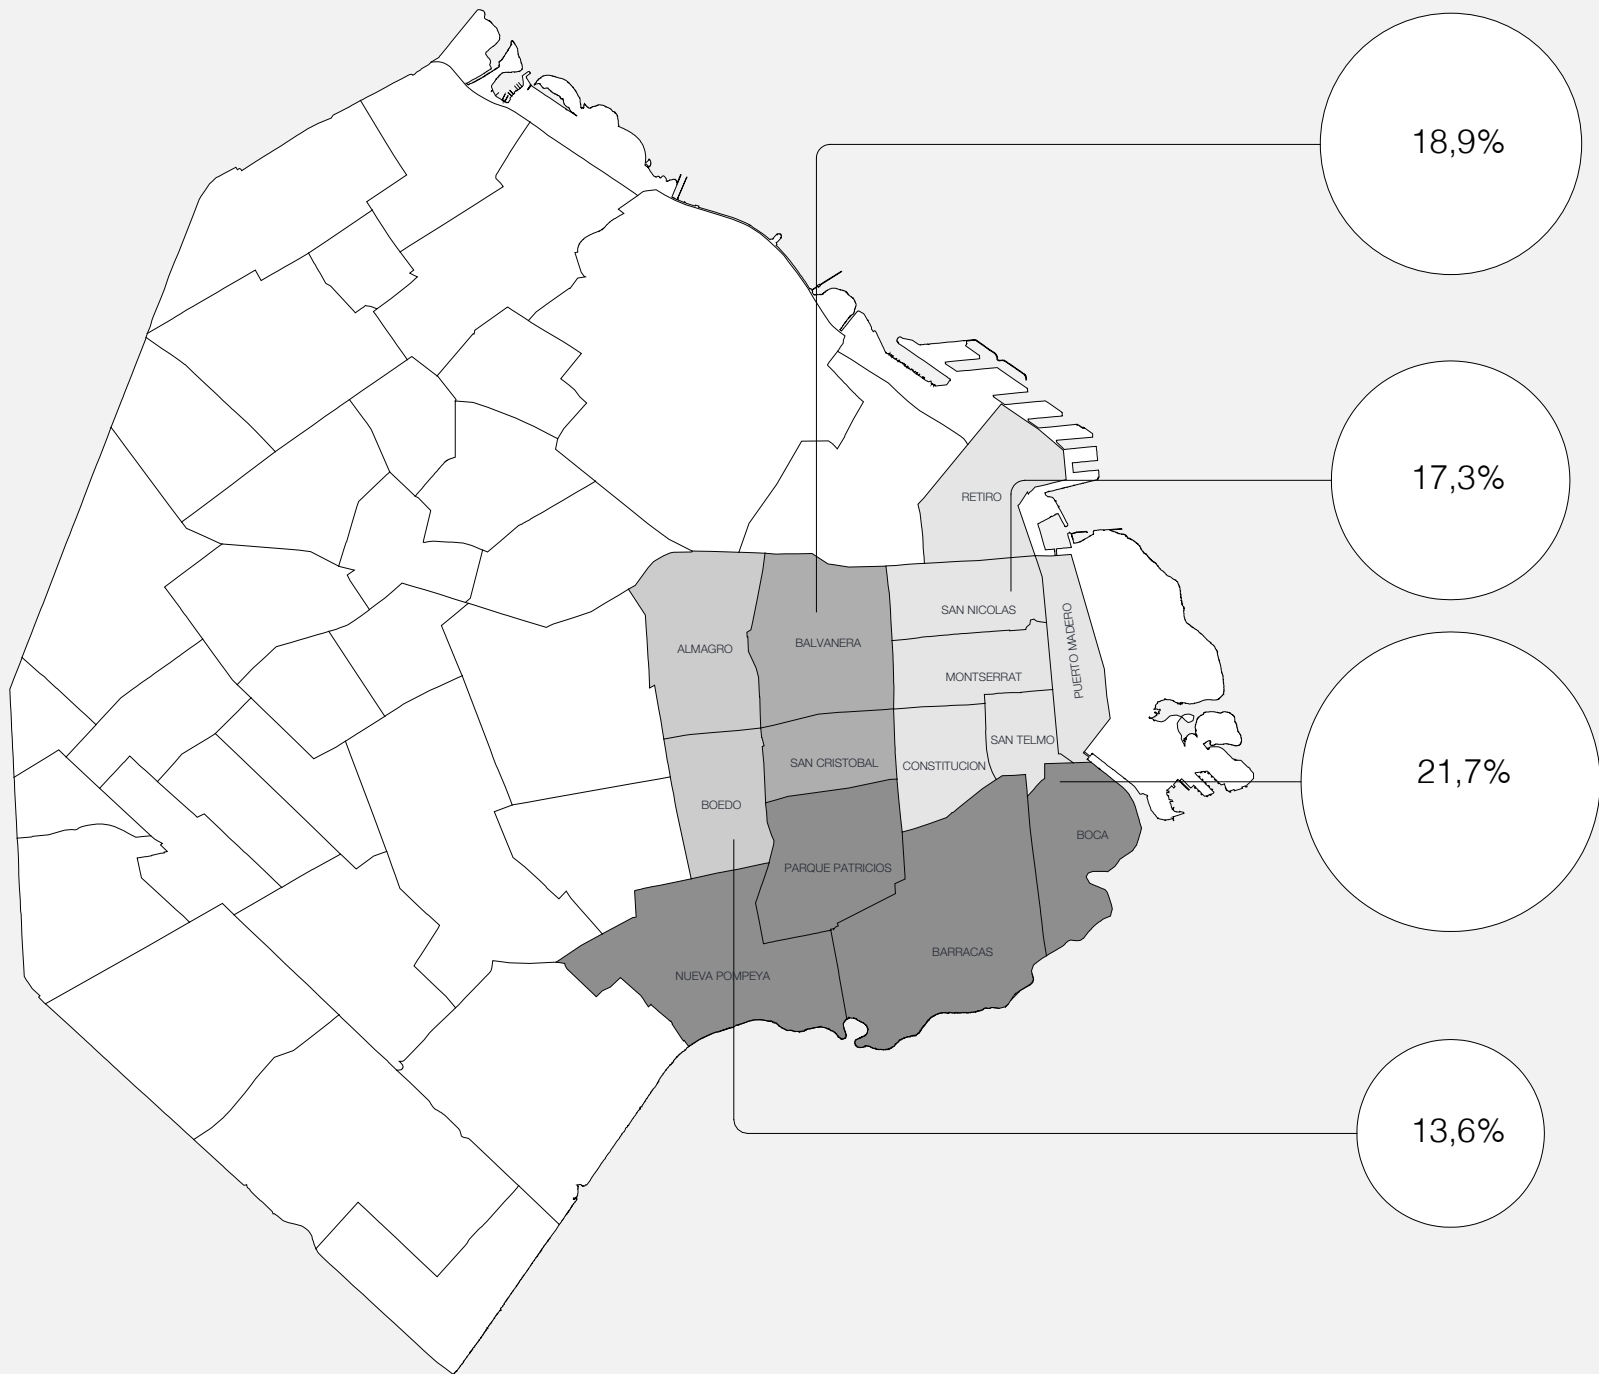 18,9%
17,3%
RETIRO
SAN NICOLAS
PUERTO MADERO
ALMAGRO
BALVANERA
MONTSERRAT
SAN TELMO
SAN CRISTOBAL
CONSTITUCION
21,7%
BOEDO
BOCA
PARQUE PATRICIOS
BARRACAS
NUEVA POMPEYA
13,6%